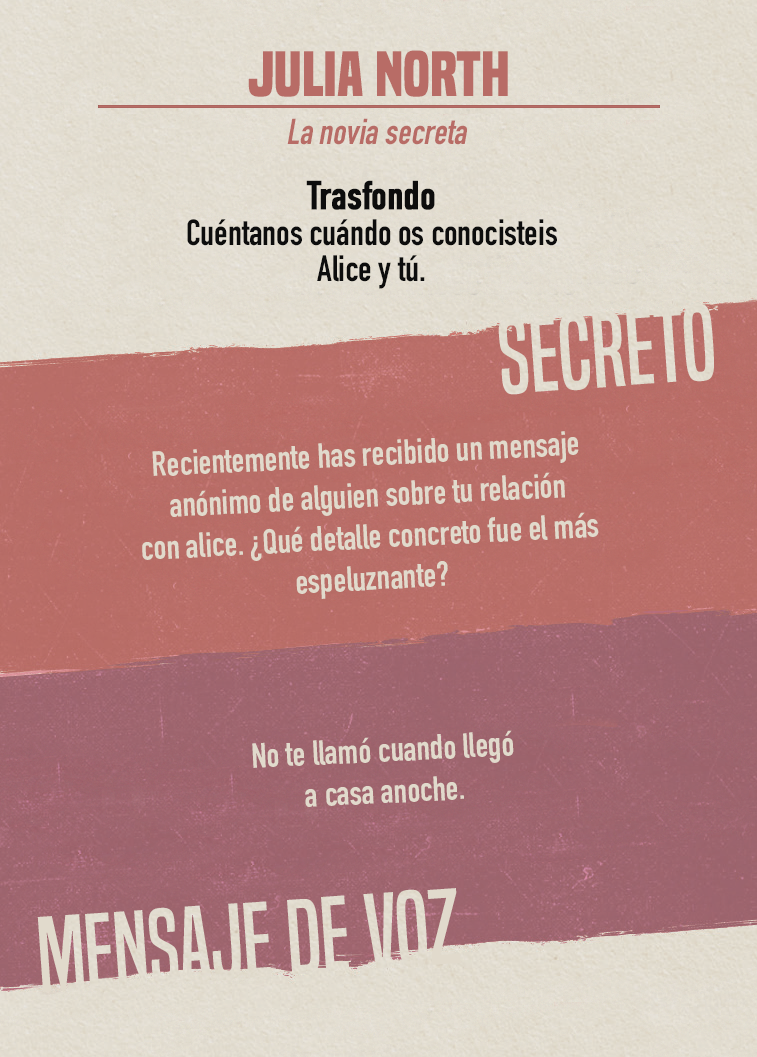 JULIA NORTH
La novia secreta
Trasfondo
Cuéntanos cuándo os conocisteis
Alice y tú.
SECRETO
Recientemente has recibido un mensaje
anónimo de alguien sobre tu relación
con alice. ¿Qué detalle concreto fue el más
espeluznante?
No te llamó cuando llegó
a casa anoche.
MENSAJE DE VOZ